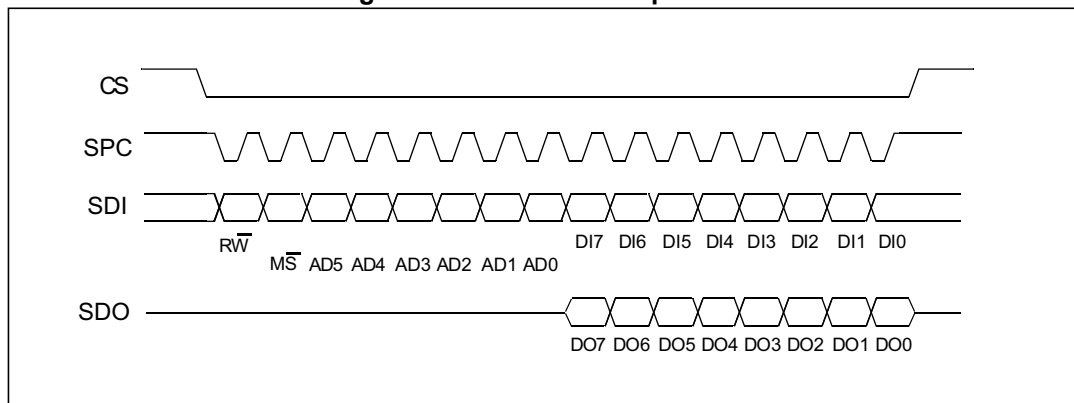 CS
SPC
SDI
RW̅ DI7 DI6 DI5 DI4 DI3 DI2 DI1 DI0
MS̅ AD5 AD4 AD3 AD2 AD1 AD0
SDO
DO7 DO6 DO5 DO4 DO3 DO2 DO1 DO0